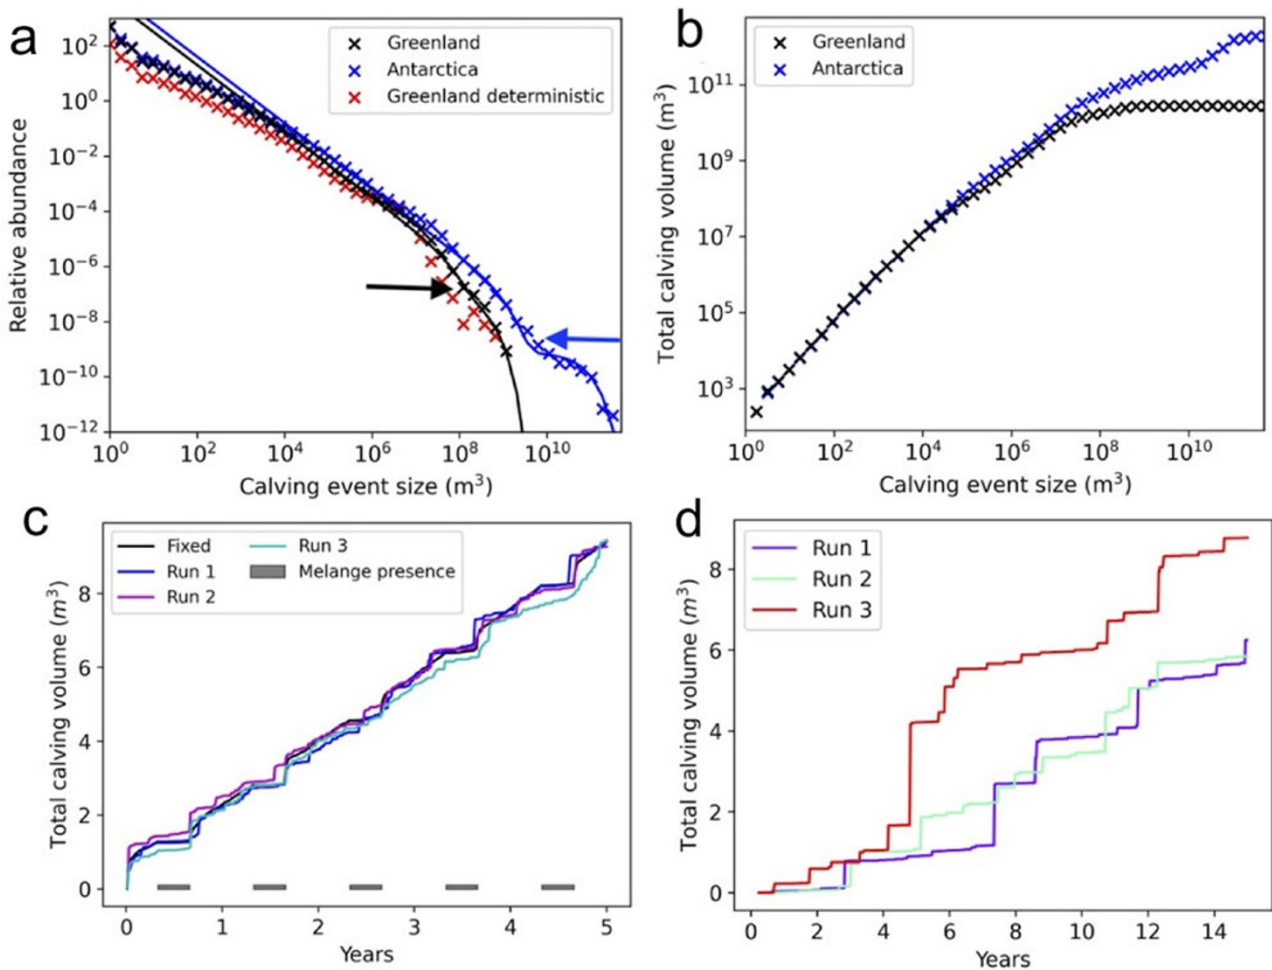 a
Greenland
Antarctica
Greenland deterministic
Relative abundance
10^2
10^0
10^−2
10^−4
10^−6
10^−8
10^−10
10^−12
10^0 10^2 10^4 10^6 10^8 10^10
Calving event size (m^3)
b
Greenland
Antarctica
Total calving volume (m^3)
10^11
10^9
10^7
10^5
10^3
10^0 10^2 10^4 10^6 10^8 10^10
Calving event size (m^3)
c
Fixed
Run 1
Run 2
Run 3
Melange presence
Total calving volume (m^3)
8
6
4
2
0
0 1 2 3 4 5
Years
d
Run 1
Run 2
Run 3
Total calving volume (m^3)
8
6
4
2
0
0 2 4 6 8 10 12 14
Years